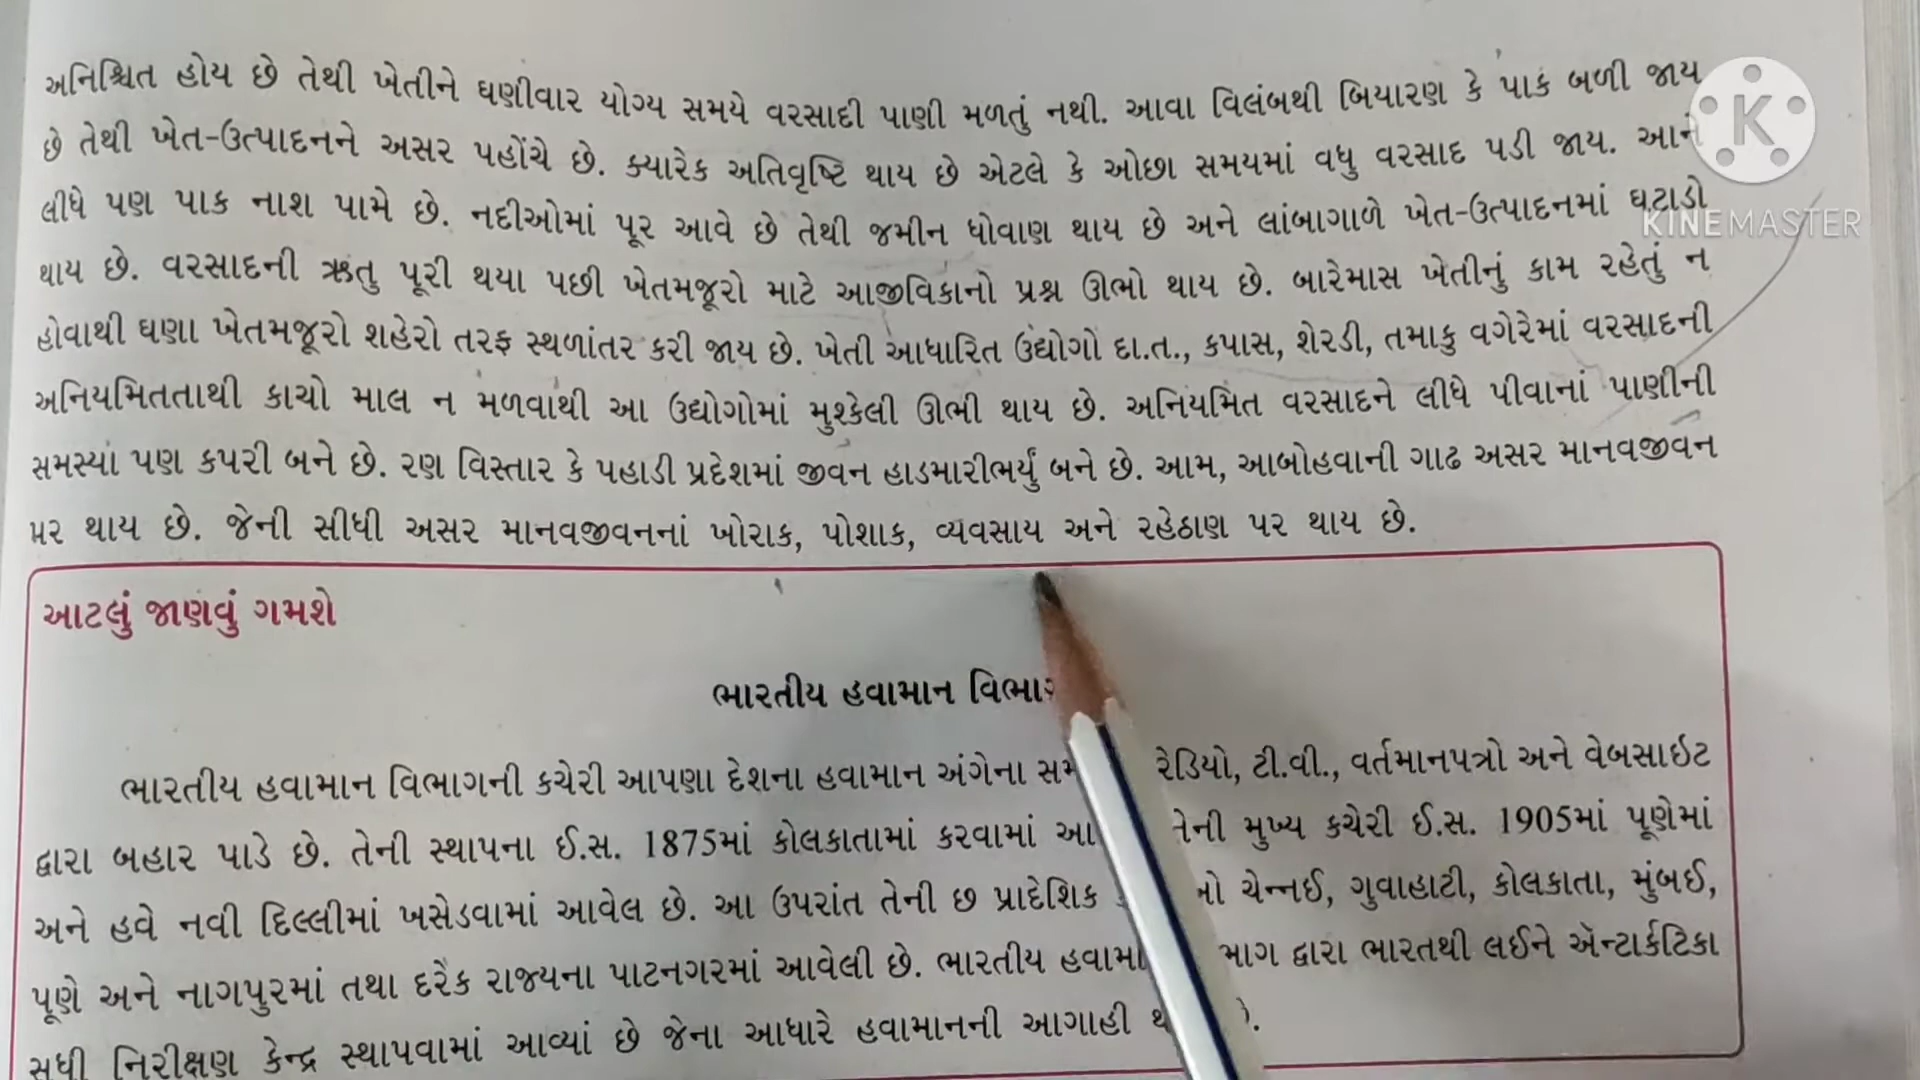 અનિશ્ચિત હોય છે તેથી ખેતીને ઘણીવાર યોગ્ય સમયે વરસાદી પાણી મળતું નથી. આવા વિલંબથી બિયારણ કે પાક બળી જાય
છે તેથી ખેત-ઉત્પાદનને અસર પહોંચે છે. ક્યારેક અતિવૃષ્ટિ થાય છે એટલે કે ઓછા સમયમાં વધુ વરસાદ પડી જાય. આને
લીધે પણ પાક નાશ પામે છે. નદીઓમાં પૂર આવે છે તેથી જમીન ધોવાણ થાય છે અને લાંબાગાળે ખેત-ઉત્પાદનમાં ઘટાડો
થાય છે. વરસાદની ઋતુ પૂરી થયા પછી ખેતમજૂરો માટે આજીવિકાનો પ્રશ્ન ઊભો થાય છે. બારેમાસ ખેતીનું કામ રહેતું ન
હોવાથી ઘણા ખેતમજૂરો શહેરો તરફ સ્થળાંતર કરી જાય છે. ખેતી આધારિત ઉદ્યોગો દા.ત., કપાસ, શેરડી, તમાકુ વગેરેમાં વરસાદની
અનિયમિતતાથી કાચો માલ ન મળવાથી આ ઉદ્યોગોમાં મુશ્કેલી ઊભી થાય છે. અનિયમિત વરસાદને લીધે પીવાનાં પાણીની
સમસ્યા પણ કપરી બને છે. રણ વિસ્તાર કે પહાડી પ્રદેશમાં જીવન હાડમારીભર્યું બને છે. આમ, આબોહવાની ગાઢ અસર માનવજીવન
પર થાય છે. જેની સીધી અસર માનવજીવનનાં ખોરાક, પોશાક, વ્યવસાય અને રહેઠાણ પર થાય છે.
આટલું જાણવું ગમશે
ભારતીય હવામાન
ભારતીય હવામાન વિભાગની કચેરી આપણા દેશના હવામાન અંગેના રેડિયો, ટી.વી., વર્તમાનપત્રો અને વેબસાઇટ
દ્વારા બહાર પાડે છે. તેની સ્થાપના ઈ.સ. 1875માં કોલકાતામાં કરવામાં તેની મુખ્ય કચેરી ઈ.સ. 1905માં પૂણેમાં
અને હવે નવી દિલ્લીમાં ખસેડવામાં આવેલ છે. આ ઉપરાંત તેની છ પ્રાદેશિક ચેન્નઈ, ગુવાહાટી, કોલકાતા, મુંબઈ,
પૂણે અને નાગપુરમાં તથા દરેક રાજ્યના પાટનગરમાં આવેલી છે. ભારતીય દ્વારા ભારતથી લઈને ઍન્ટાર્કટિકા
સુધી નિરીક્ષણ કેન્દ્ર સ્થાપવામાં આવ્યાં છે જેના આધારે હવામાનની આગાહી
K
KINEMASTER